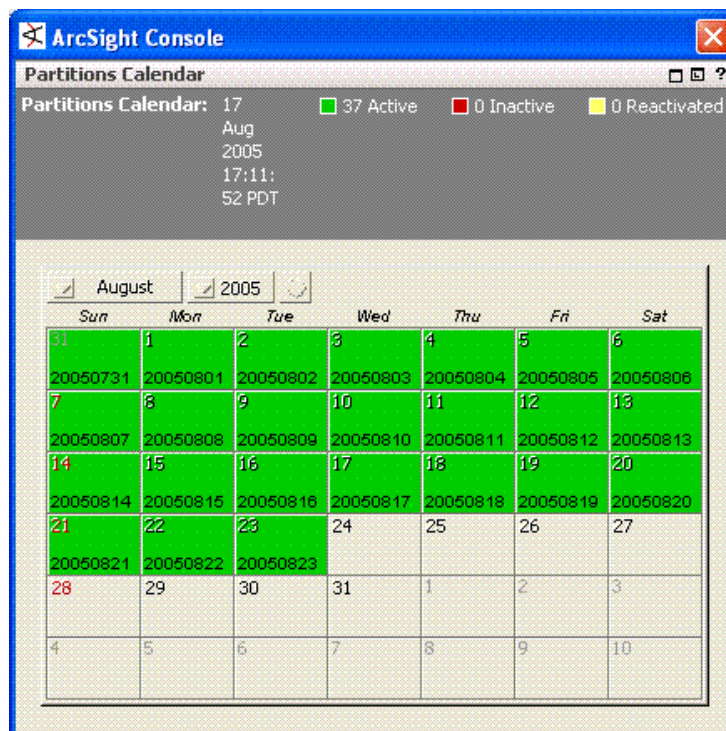 ArcSight Console
Partitions Calendar
Partitions Calendar: 17 Aug 2005 17:11:52 PDT 37 Active 0 Inactive 0 Reactivated
August 2005
Sun Mon Tue Wed Thu Fri Sat
31 1 2 3 4 5 6
20050731 20050801 20050802 20050803 20050804 20050805 20050806
7 8 9 10 11 12 13
20050807 20050808 20050809 20050810 20050811 20050812 20050813
14 15 16 17 18 19 20
20050814 20050815 20050816 20050817 20050818 20050819 20050820
21 22 23 24 25 26 27
20050821 20050822 20050823
28 29 30 31 1 2 3
4 5 6 7 8 9 10